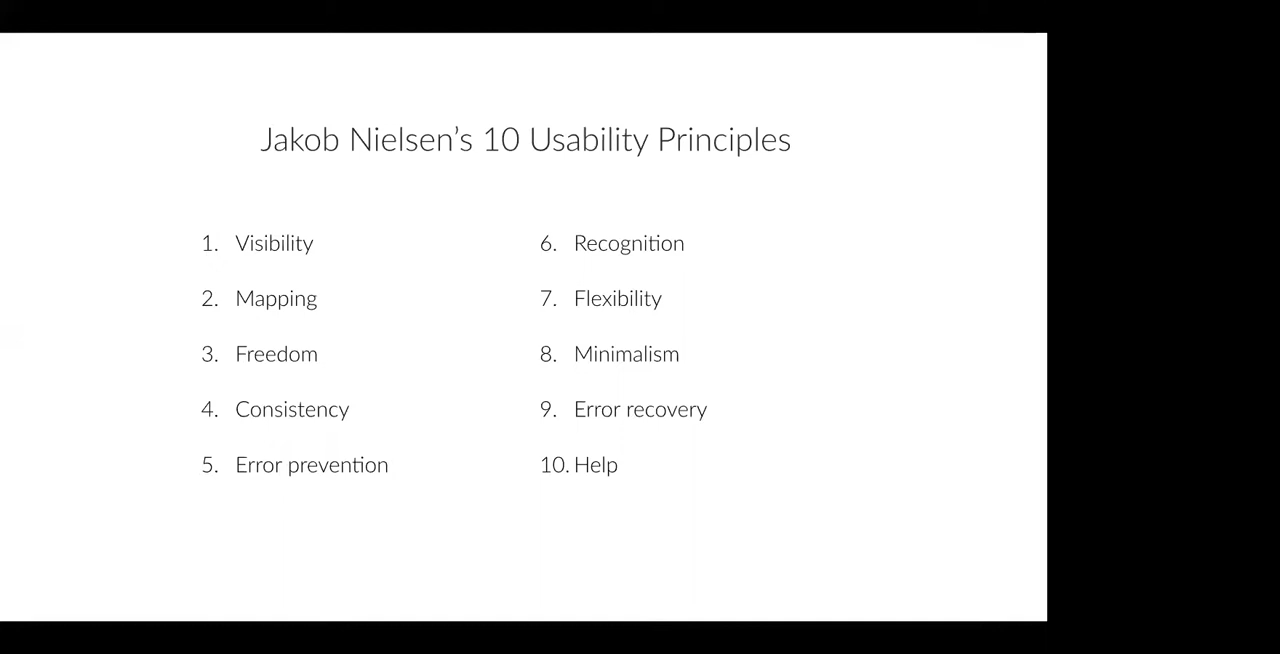 Jakob Nielsen’s 10 Usability Principles
1. Visibility
2. Mapping
3. Freedom
4. Consistency
5. Error prevention
6. Recognition
7. Flexibility
8. Minimalism
9. Error recovery
10. Help